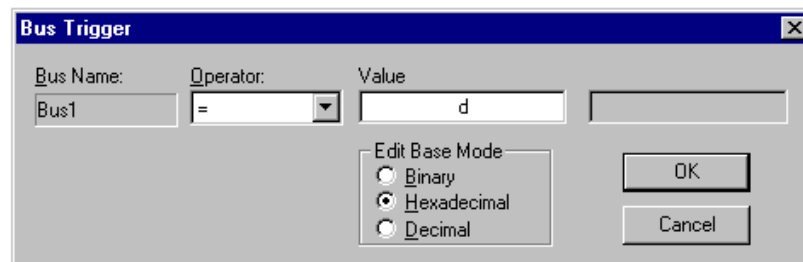 Bus Trigger
Bus Name: Operator: Value
Bus1 = d
Edit Base Mode
Binary
Hexadecimal
Decimal
OK
Cancel